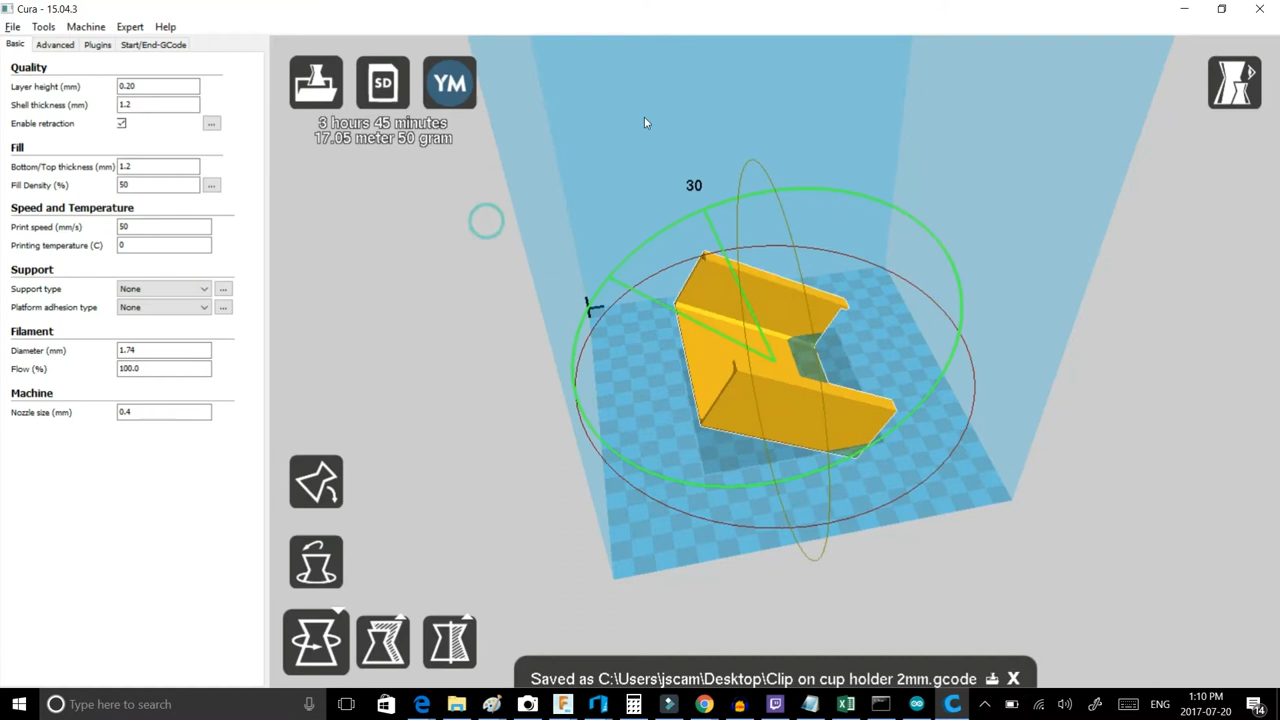 Cura - 15.04.3
File Tools Machine Expert Help
Basic Advanced Plugins Start/End-GCode
Quality
Layer height (mm) 0.20
Shell thickness (mm) 1.2
Enable retraction ...
Fill
Bottom/Top thickness (mm) 1.2
Fill Density (%) 50 ...
Speed and Temperature
Print speed (mm/s) 50
Printing temperature (C) 0
Support
Support type None ...
Platform adhesion type None ...
Filament
Diameter (mm) 1.74
Flow (%) 100.0
Machine
Nozzle size (mm) 0.4
SD YM
3 hours 45 minutes
17.05 meter 50 gram
30
Saved as C:\Users\jscam\Desktop\Clip on cup holder 2mm.gcode X
Type here to search
ENG
1:10 PM
2017-07-20